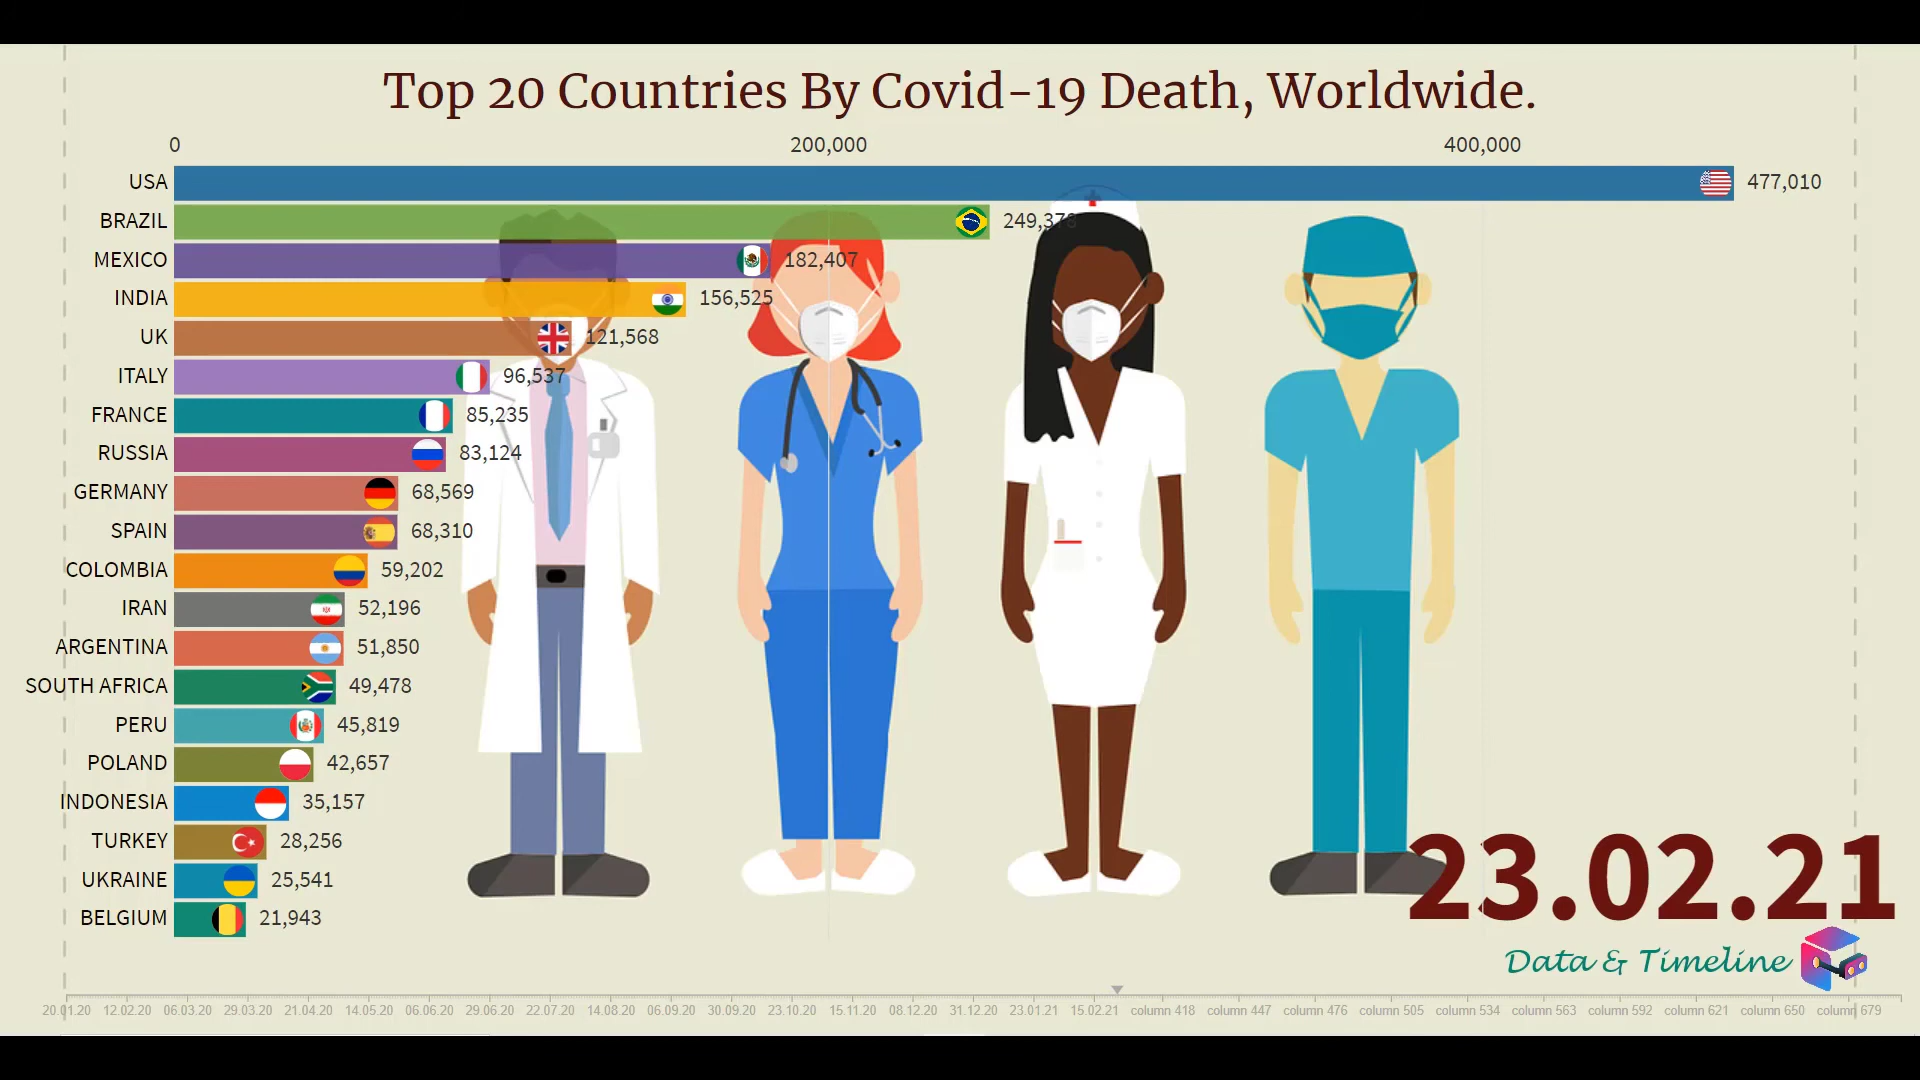 Top 20 Countries By Covid-19 Death, Worldwide.
0 200,000 400,000
USA 477,010
BRAZIL 249,378
MEXICO 182,407
INDIA 156,525
UK 121,568
ITALY 96,537
FRANCE 85,235
RUSSIA 83,124
GERMANY 68,569
SPAIN 68,310
COLOMBIA 59,202
IRAN 52,196
ARGENTINA 51,850
SOUTH AFRICA 49,478
PERU 45,819
POLAND 42,657
INDONESIA 35,157
TURKEY 28,256
UKRAINE 25,541
BELGIUM 21,943
23.02.21
Data & Timeline
20.01.20 12.02.20 06.03.20 29.03.20 21.04.20 14.05.20 06.06.20 29.06.20 22.07.20 14.08.20 06.09.20 30.09.20 23.10.20 15.11.20 08.12.20 31.12.20 23.01.21 15.02.21 column 418 column 447 column 476 column 505 column 534 column 563 column 592 column 621 column 650 column 679